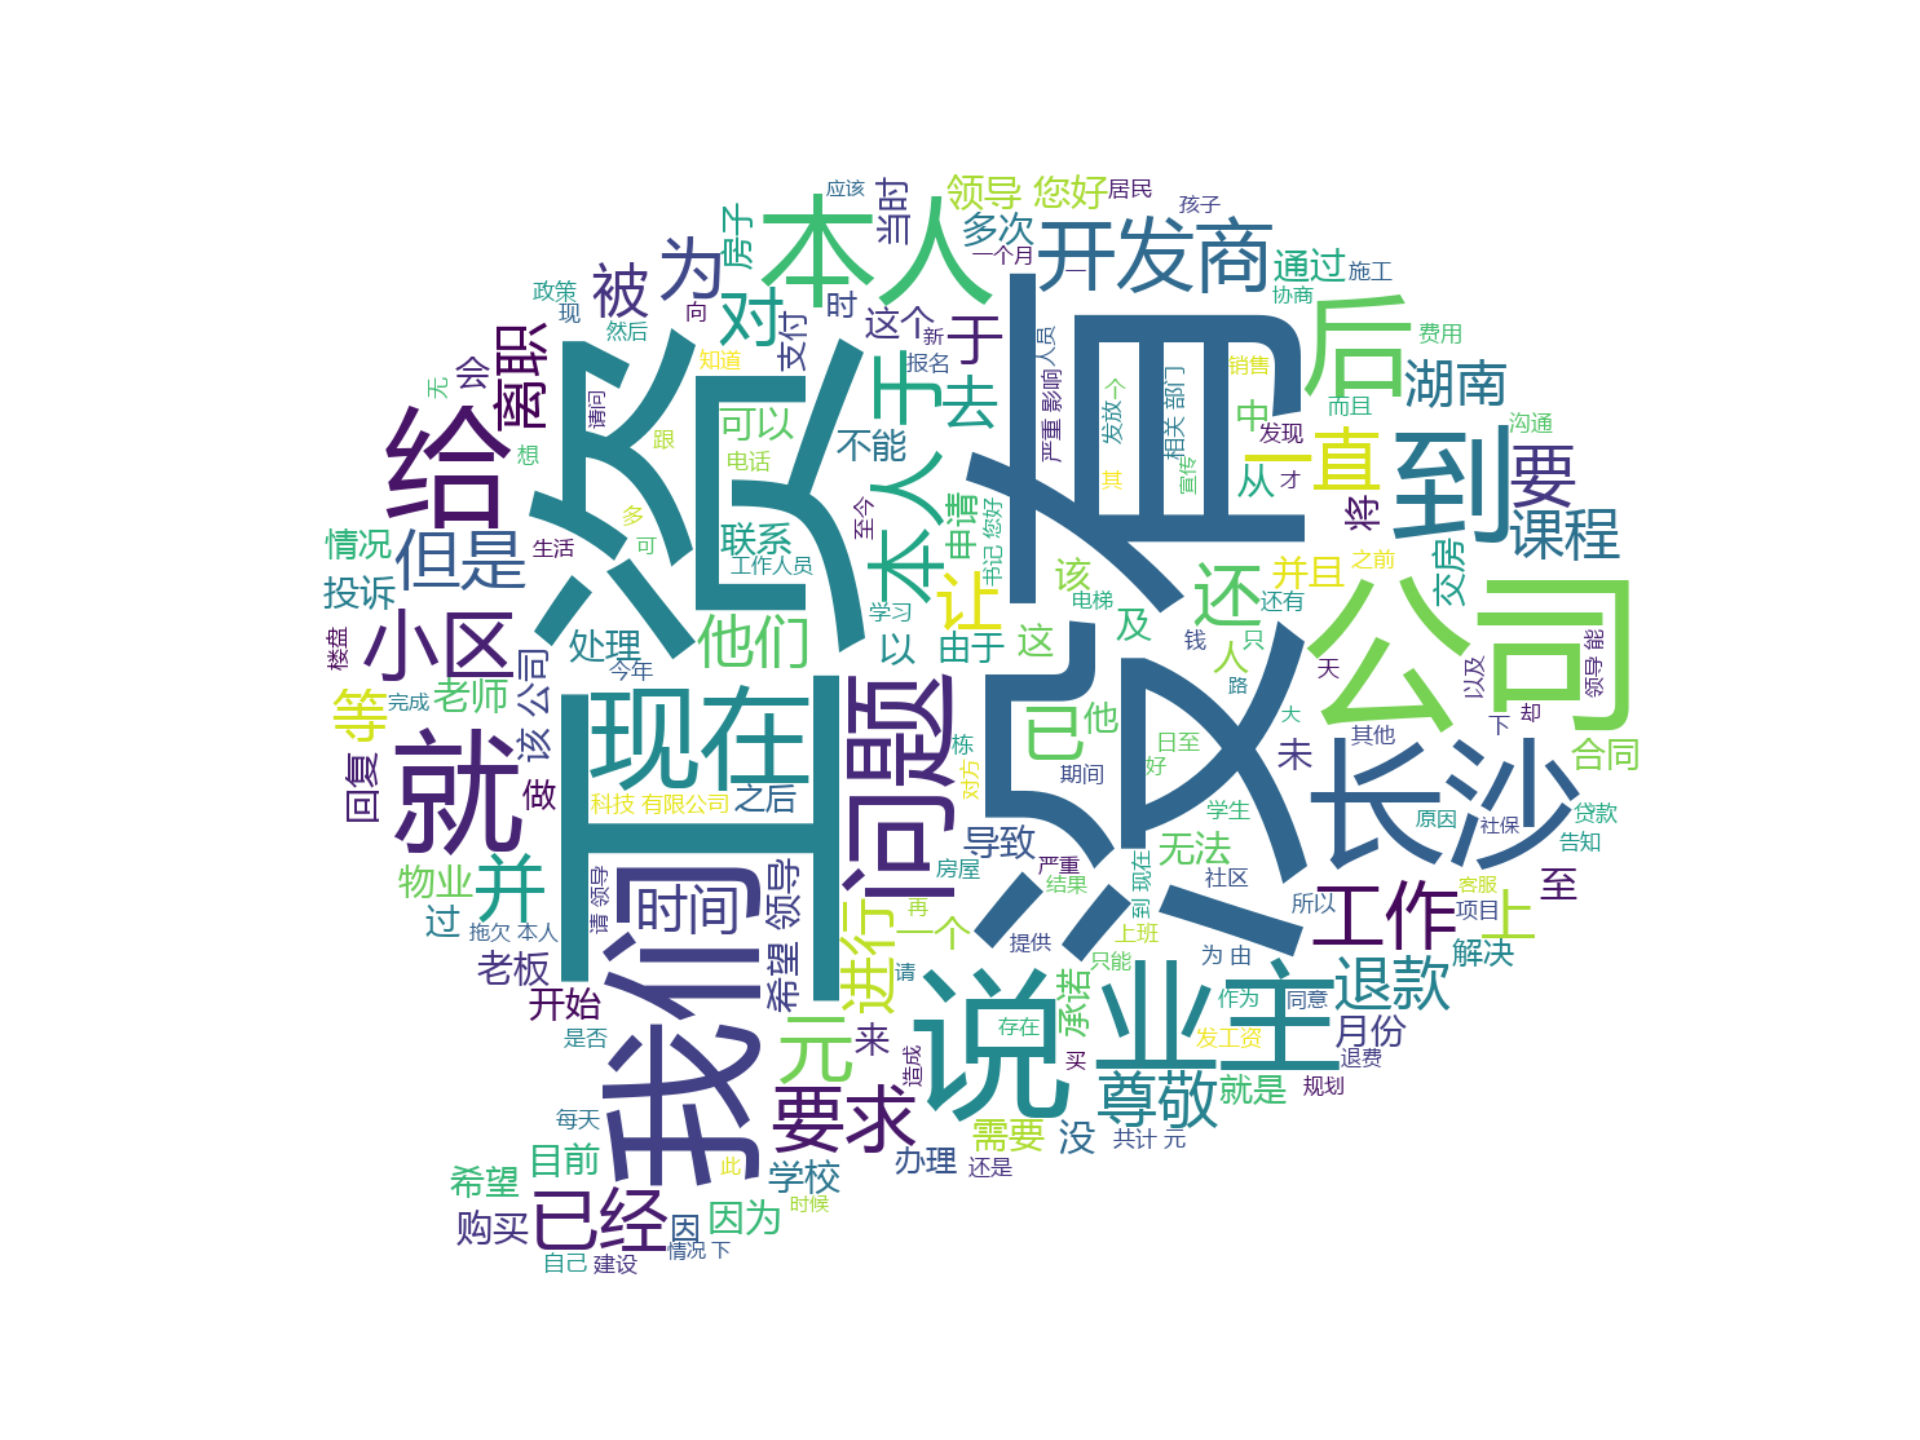 应该
当时
领导 您好
居民
孩子
房子
本人
多次
一个月
开发商
一
通过
施工
协商
为
被
政策
现
然后
向
对
时
支付
这个
新
于
报名
人员
后
费用
会
离职
无
知道
请问
工资
可以
电话
跟
不能
于
去
没有
严重 影响
发放
个
相关 部门
宣传
其
销售
中
发现
从
才
一直
而且
湖南
沟通
给
想
到
要
将
课程
情况
但是
生活
多
可
联系
工作人员
至今
本人
申请
书记 您好
让
该
电梯
还
还有
并且
之前
交房
投诉
小区
楼盘
处理
今年
他们
学习
以
由于
这
及
钱
只
人
路
天
公司
以及
领导 能
下
却
等
完成
老师
该 公司
现在
问题
已
他
栋
对方
期间
日至
好
大
未
其他
合同
回复
就
做
科技 有限公司
之后
长沙
原因
社保
贷款
告知
学生
导致
严重
无法
房屋
结果
到 现在
社区
物业
并
请 领导
我们
时间
希望 领导
进行
再
一个
过
拖欠 本人
老板
开始
是否
请
提供
只能
上班
为 由
所以
工作
客服
项目
上
至
解决
退款
元
来
造成
说
存在
承诺
买
业主
作为
同意
发工资
月份
退费
规划
就是
尊敬
要求
需要
没
共计 元
每天
目前
希望
此
学校
办理
还是
时候
购买
已经
因
因为
情况 下
自己
建设